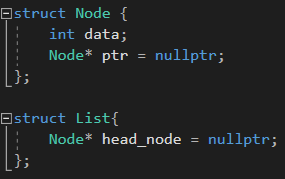 struct Node {
    int data;
    Node* ptr = nullptr;
};
struct List{
    Node* head_node = nullptr;
};